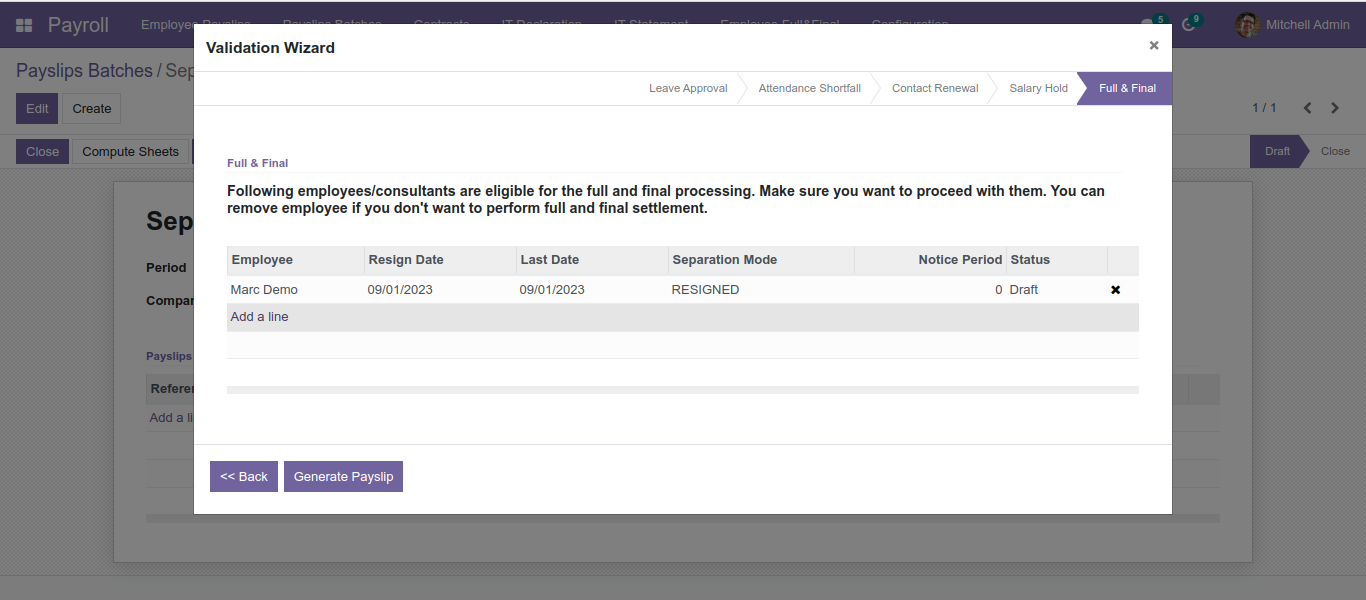 Payroll Employee Payslips Payslips Batches Contracts IT Declaration IT Statement Employee Full&Final Configuration 5 9 Mitchell Admin
Validation Wizard ×
Payslips Batches / Sep
Leave Approval Attendance Shortfall Contact Renewal Salary Hold Full & Final
Edit Create 1 / 1
Close Compute Sheets Draft Close
Full & Final
Following employees/consultants are eligible for the full and final processing. Make sure you want to proceed with them. You can
remove employee if you don't want to perform full and final settlement.
Sep
Employee Resign Date Last Date Separation Mode Notice Period Status
Period
Marc Demo 09/01/2023 09/01/2023 RESIGNED 0 Draft ✖
Compar
Add a line
Payslips
Referen
Add a li
<< Back Generate Payslip